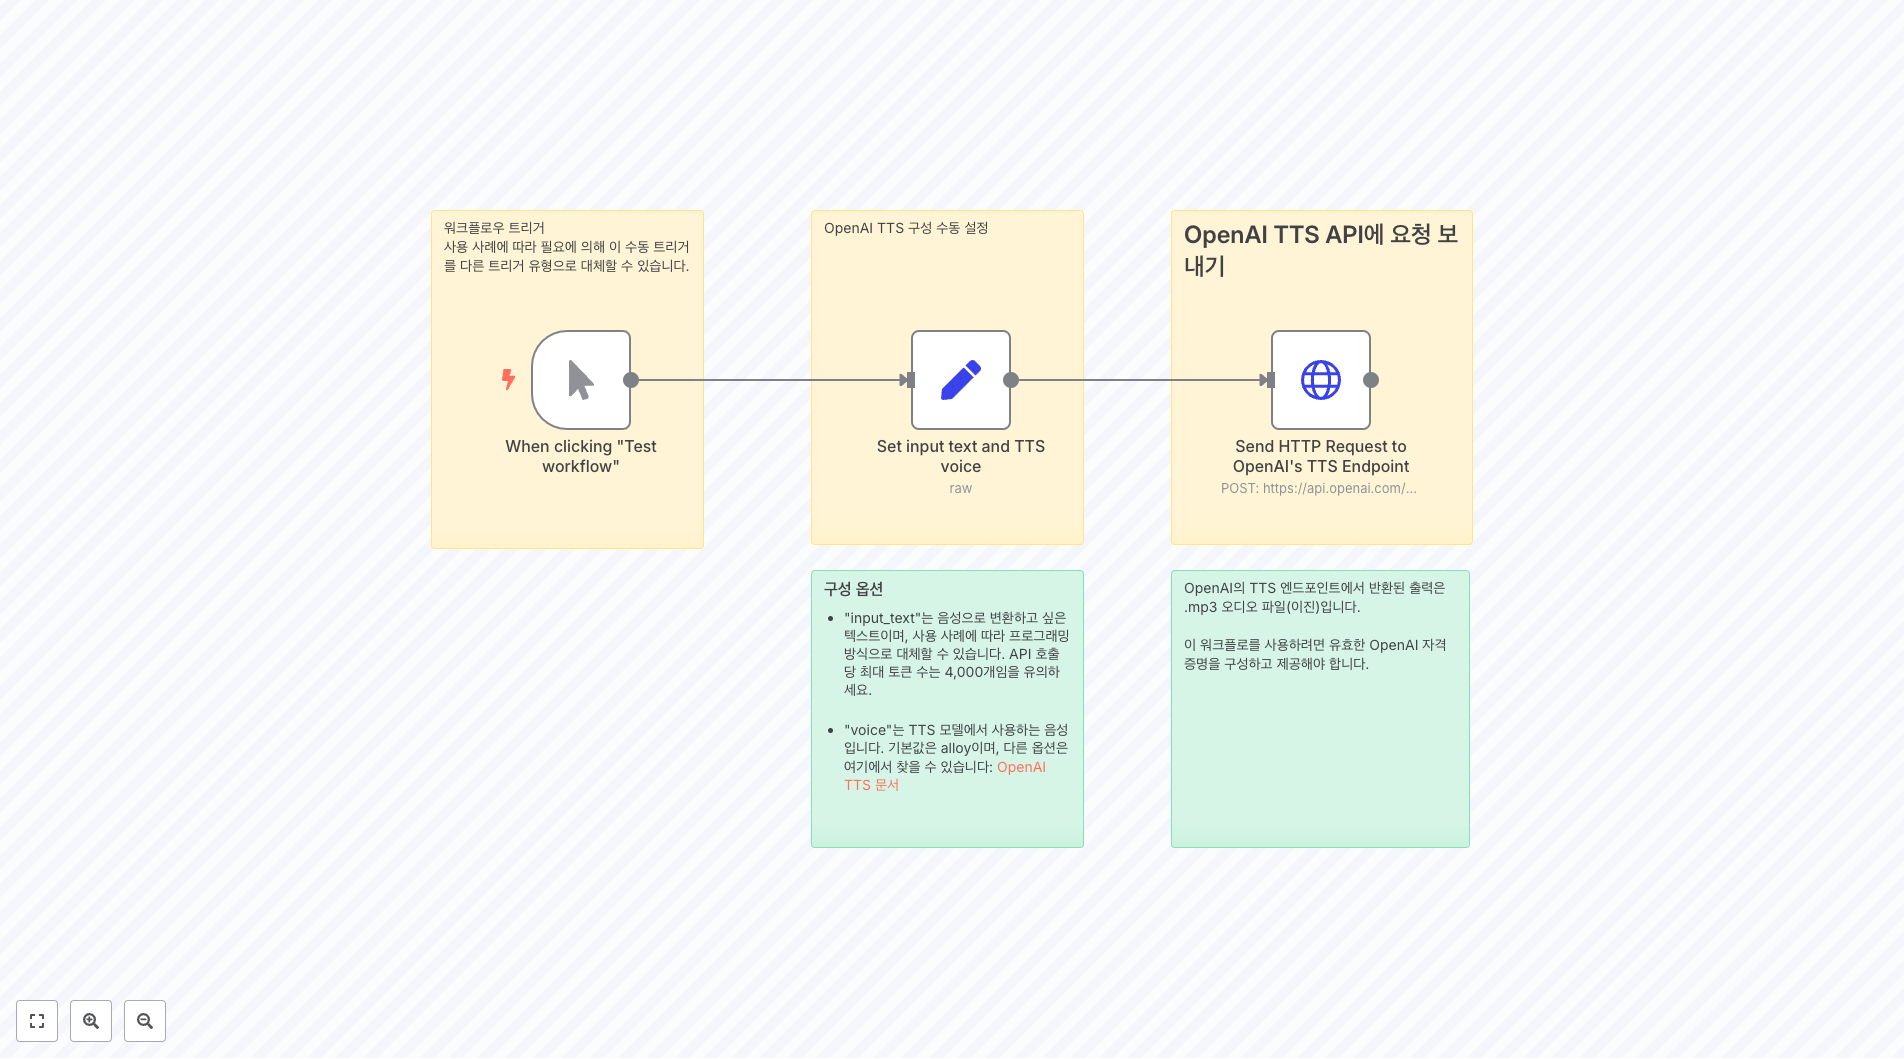 워크플로우 트리거
사용 사례에 따라 필요에 의해 이 수동 트리거
를 다른 트리거 유형으로 대체할 수 있습니다.
When clicking "Test
workflow"
OpenAI TTS 구성 수동 설정
Set input text and TTS
voice
raw
OpenAI TTS API에 요청 보
내기
Send HTTP Request to
OpenAI's TTS Endpoint
POST: https://api.openai.com/...
구성 옵션
• "input_text"는 음성으로 변환하고 싶은
텍스트이며, 사용 사례에 따라 프로그래밍
방식으로 대체할 수 있습니다. API 호출
당 최대 토큰 수는 4,000개임을 유의하
세요.
• "voice"는 TTS 모델에서 사용하는 음성
입니다. 기본값은 alloy이며, 다른 옵션은
여기에서 찾을 수 있습니다: OpenAI
TTS 문서
OpenAI의 TTS 엔드포인트에서 반환된 출력은
.mp3 오디오 파일(이진)입니다.
이 워크플로를 사용하려면 유효한 OpenAI 자격
증명을 구성하고 제공해야 합니다.